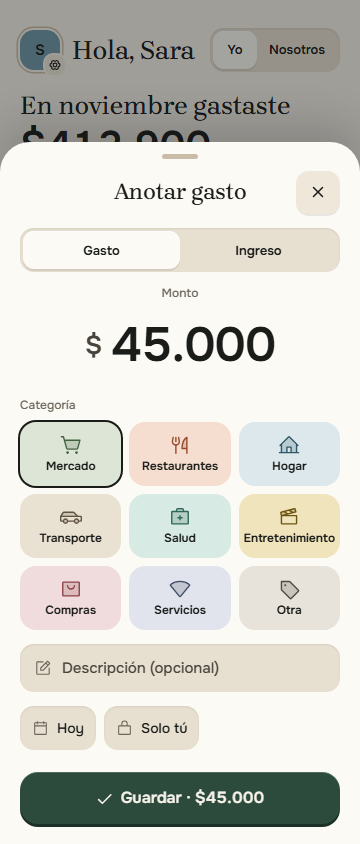 S
Hola, Sara
Yo
Nosotros
En noviembre gastaste
Anotar gasto
Gasto
Ingreso
Monto
$ 45.000
Categoría
Mercado
Restaurantes
Hogar
Transporte
Salud
Entretenimiento
Compras
Servicios
Otra
Descripción (opcional)
Hoy
Solo tú
Guardar · $45.000